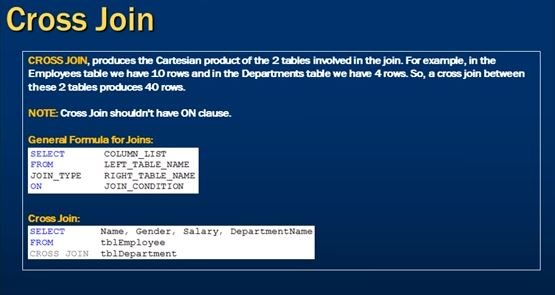 Cross Join
CROSS JOIN, produces the Cartesian product of the 2 tables involved in the join. For example, in the
Employees table we have 10 rows and in the Departments table we have 4 rows. So, a cross join between
these 2 tables produces 40 rows.
NOTE: Cross Join shouldn't have ON clause.
General Formula for Joins:
SELECT COLUMN_LIST
FROM LEFT_TABLE_NAME
JOIN_TYPE RIGHT_TABLE_NAME
ON JOIN_CONDITION
Cross Join:
SELECT Name, Gender, Salary, DepartmentName
FROM tblEmployee
CROSS JOIN tblDepartment